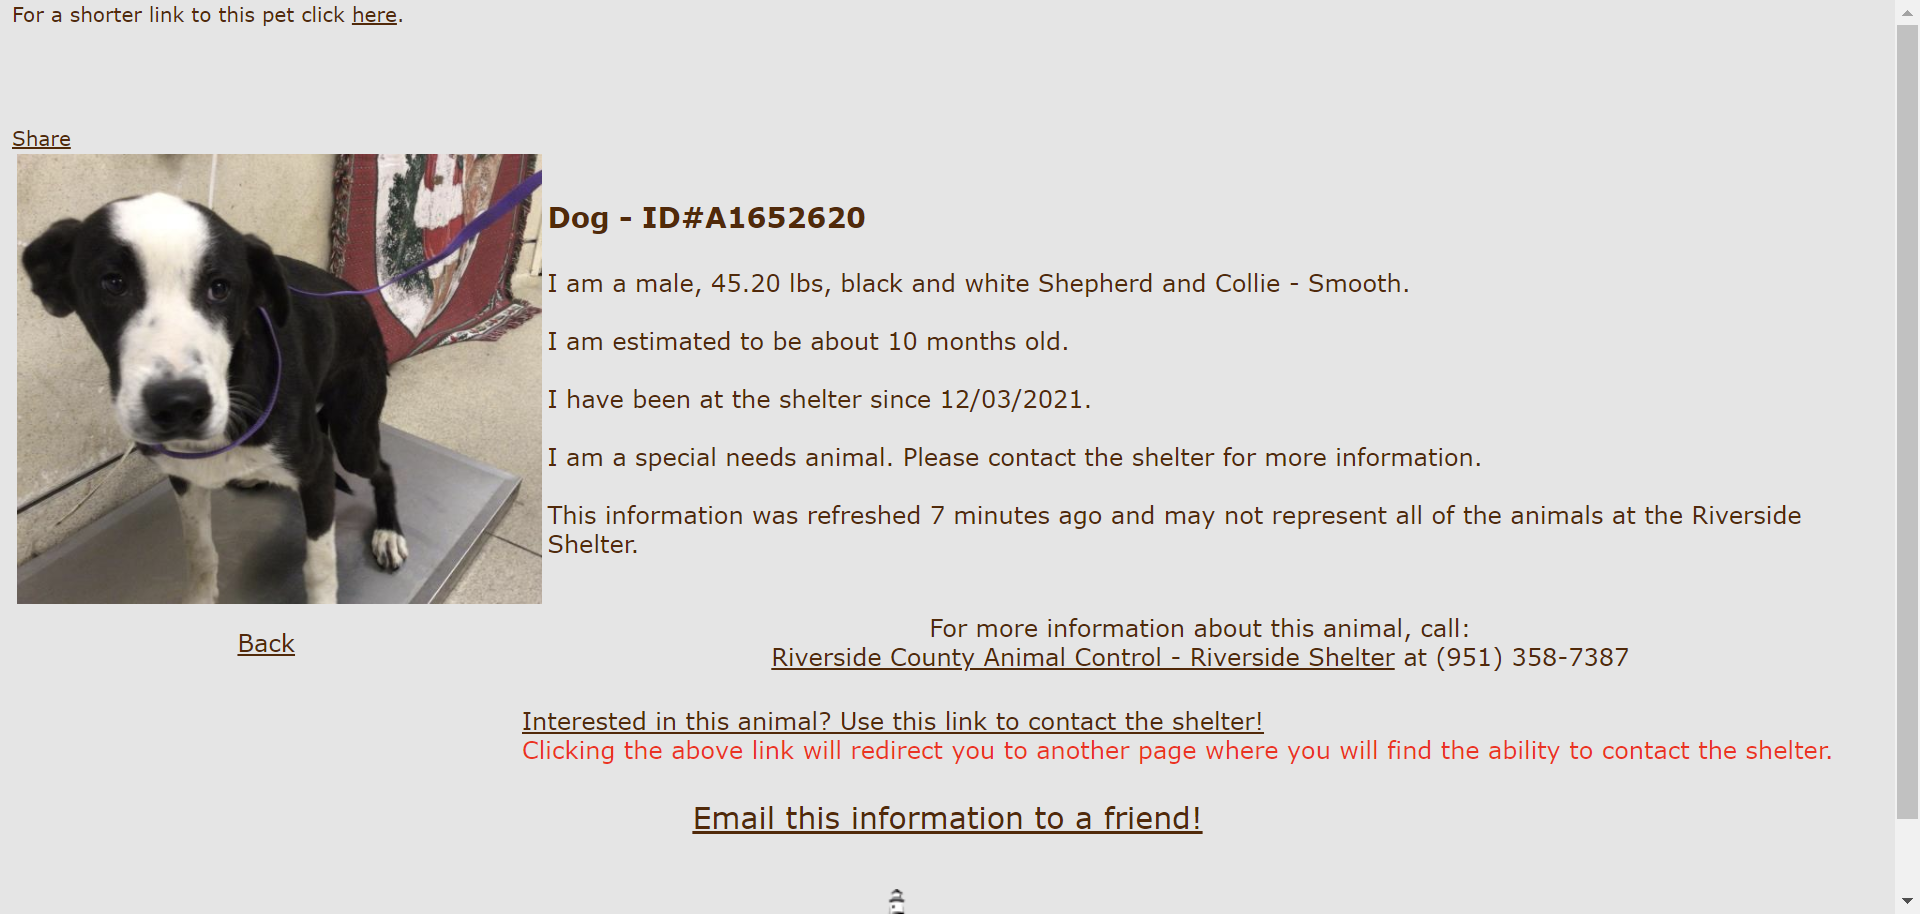 For a shorter link to this pet click here.
Share
Dog - ID#A1652620
I am a male, 45.20 lbs, black and white Shepherd and Collie - Smooth.
I am estimated to be about 10 months old.
I have been at the shelter since 12/03/2021.
I am a special needs animal. Please contact the shelter for more information.
This information was refreshed 7 minutes ago and may not represent all of the animals at the Riverside
Shelter.
Back
For more information about this animal, call:
Riverside County Animal Control - Riverside Shelter at (951) 358-7387
Interested in this animal? Use this link to contact the shelter!
Clicking the above link will redirect you to another page where you will find the ability to contact the shelter.
Email this information to a friend!